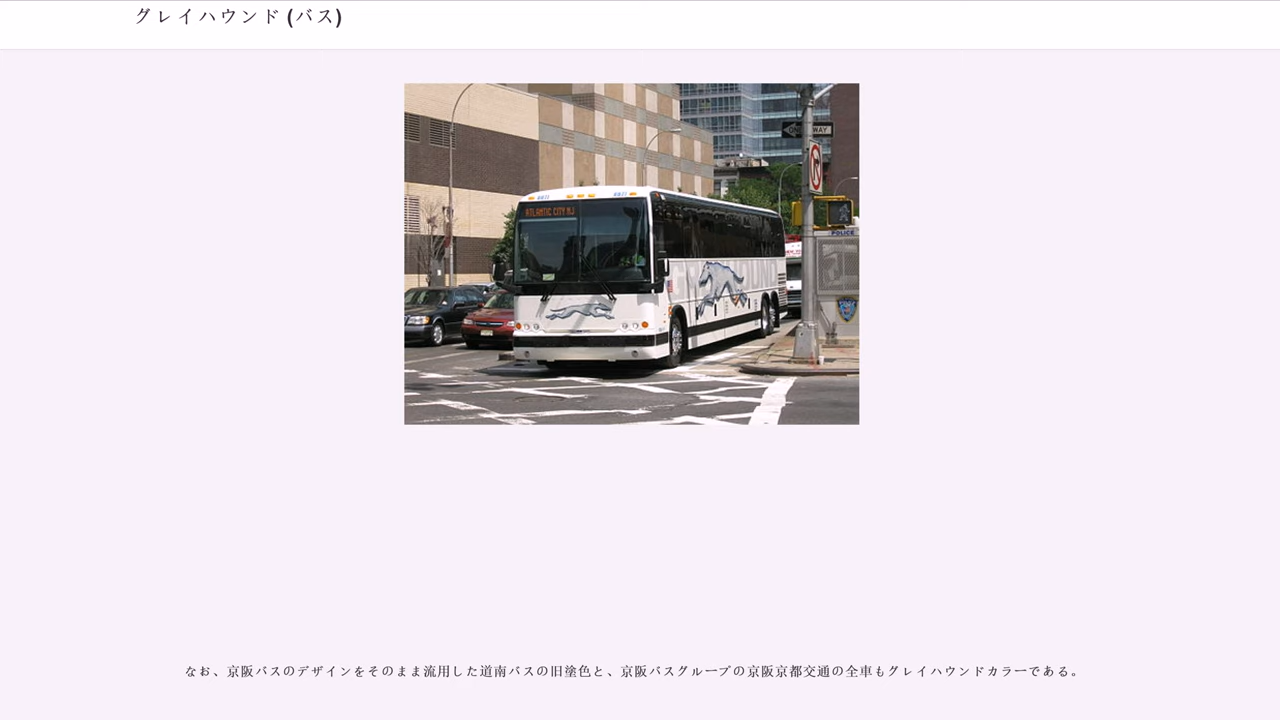 グレイハウンド (バス)
ATLANTIC CITY NJ
ONE WAY
POLICE
なお、京阪バスのデザインをそのまま流用した道南バスの旧塗色と、京阪バスグループの京阪京都交通の全車もグレイハウンドカラーである。